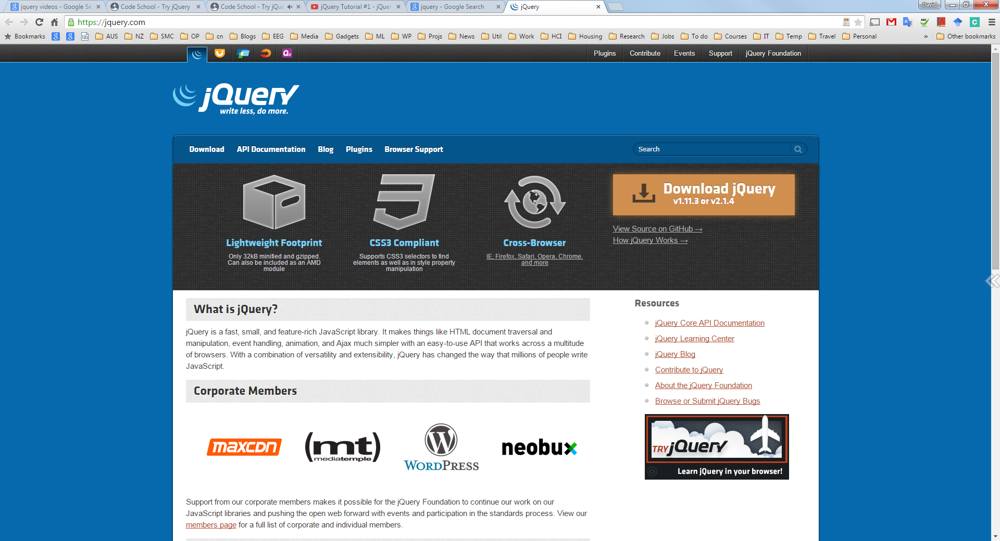 jquery videos - Google Se
Code School - Try jQuery
Code School - Try jQue
jQuery Tutorial #1 - jQuer
jquery - Google Search
jQuery
David
https://jquery.com
Bookmarks
AUS
NZ
SMC
OP
cn
Blogs
EEG
Media
Gadgets
ML
WP
Projs
News
Util
Work
HCI
Housing
Research
Jobs
To do
Courses
IT
Temp
Travel
Personal
»
Other bookmarks
Plugins
Contribute
Events
Support
jQuery Foundation
jQuery
write less, do more.
Download
API Documentation
Blog
Plugins
Browser Support
Search
Lightweight Footprint
Only 32kB minified and gzipped.
Can also be included as an AMD
module
CSS3 Compliant
Supports CSS3 selectors to find
elements as well as in style property
manipulation
Cross-Browser
IE, Firefox, Safari, Opera, Chrome,
and more
Download jQuery
v1.11.3 or v2.1.4
View Source on GitHub →
How jQuery Works →
What is jQuery?
jQuery is a fast, small, and feature-rich JavaScript library. It makes things like HTML document traversal and
manipulation, event handling, animation, and Ajax much simpler with an easy-to-use API that works across a multitude
of browsers. With a combination of versatility and extensibility, jQuery has changed the way that millions of people write
JavaScript.
Corporate Members
maxcdn
(mt)
mediatemple
W
WORDPRESS
neobux
Support from our corporate members makes it possible for the jQuery Foundation to continue our work on our
JavaScript libraries and pushing the open web forward with events and participation in the standards process. View our
members page for a full list of corporate and individual members.
Resources
jQuery Core API Documentation
jQuery Learning Center
jQuery Blog
Contribute to jQuery
About the jQuery Foundation
Browse or Submit jQuery Bugs
TRY jQuery
Learn jQuery in your browser!